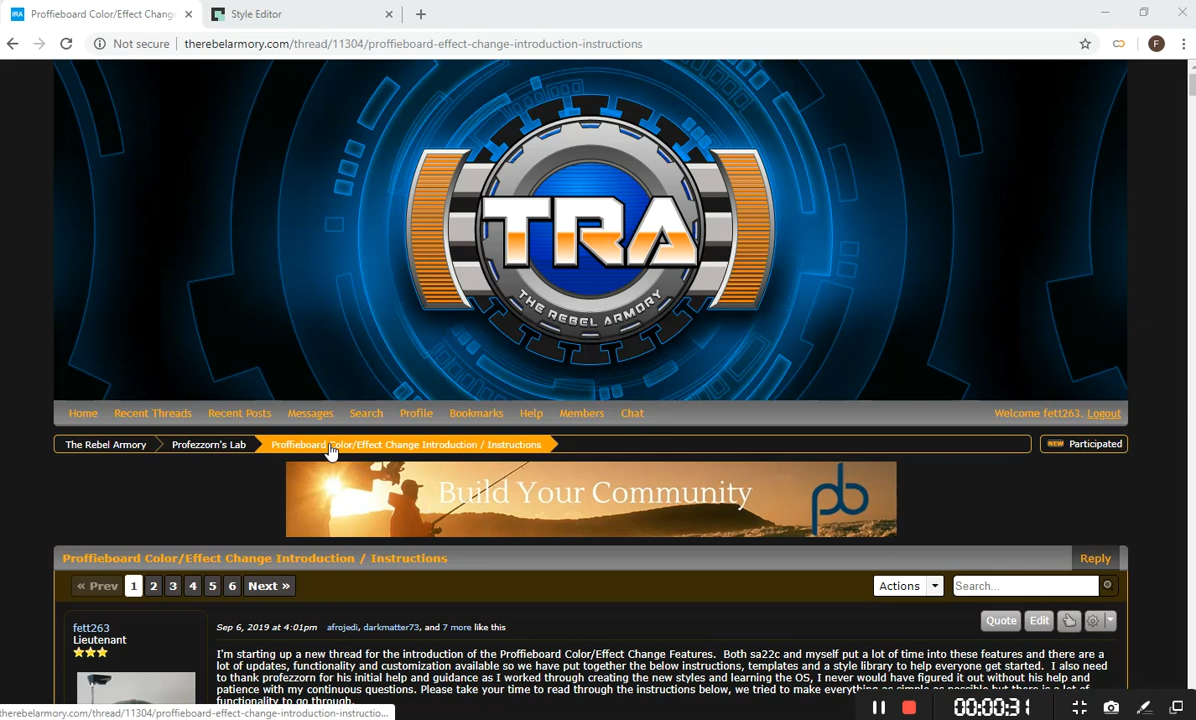 IRA Proffieboard Color/Effect Change
Style Editor
Not secure therebelarmory.com/thread/11304/proffieboard-effect-change-introduction-instructions
F
TRA
THE REBEL ARMORY
Home Recent Threads Recent Posts Messages Search Profile Bookmarks Help Members Chat Welcome fett263. Logout
The Rebel Armory Profezzorn's Lab Proffieboard Color/Effect Change Introduction / Instructions NEW Participated
Build Your Community pb
Proffieboard Color/Effect Change Introduction / Instructions Reply
« Prev 1 2 3 4 5 6 Next » Actions Search...
fett263
Lieutenant
Sep 6, 2019 at 4:01pm afrojedi, darkmatter73, and 7 more like this Quote Edit
I'm starting up a new thread for the introduction of the Proffieboard Color/Effect Change Features. Both sa22c and myself put a lot of time into these features and there are a
lot of updates, functionality and customization available so we have put together the below instructions, templates and a style library to help everyone get started. I also need
to thank profezzorn for his initial help and guidance as I worked through creating the new styles and learning the OS, I never would have figured it out without his help and
patience with my continuous questions. Please take your time to read through the instructions below, we tried to make everything as simple as possible but there is a lot of
functionality to go through.
therebelarmory.com/thread/11304/proffieboard-effect-change-introduction-instructio...
00:00:31